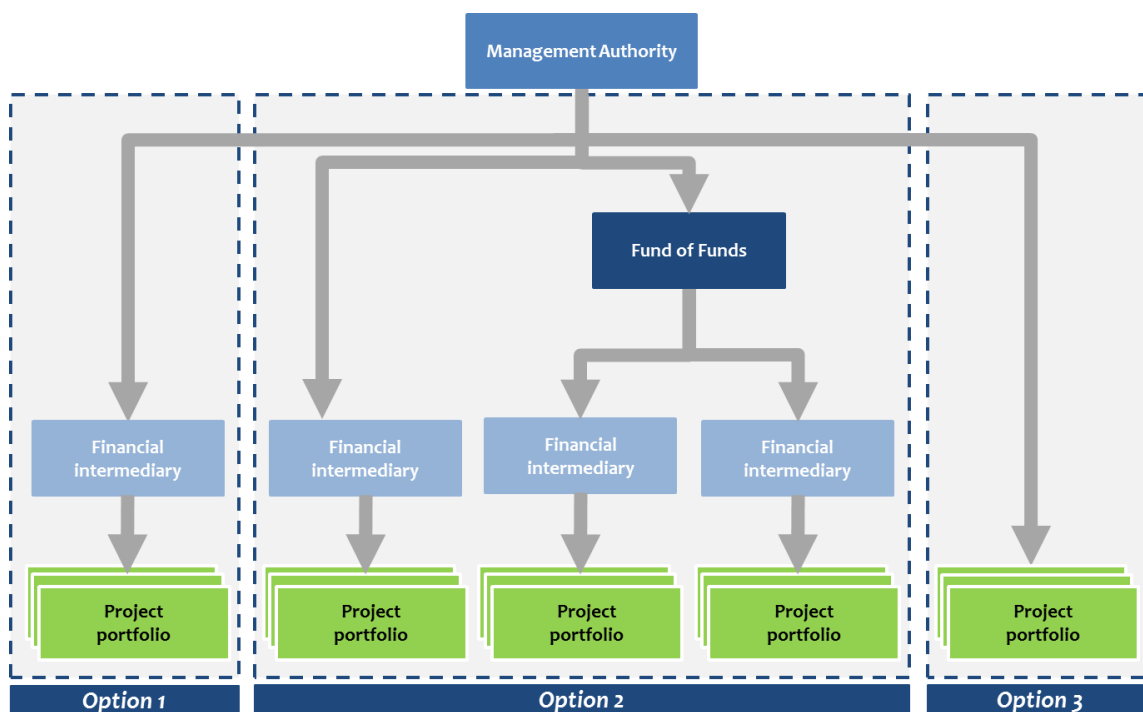 Management Authority
Fund of Funds
Financial
intermediary
Financial
intermediary
Financial
intermediary
Financial
intermediary
Project
portfolio
Project
portfolio
Project
portfolio
Project
portfolio
Project
portfolio
Option 1
Option 2
Option 3